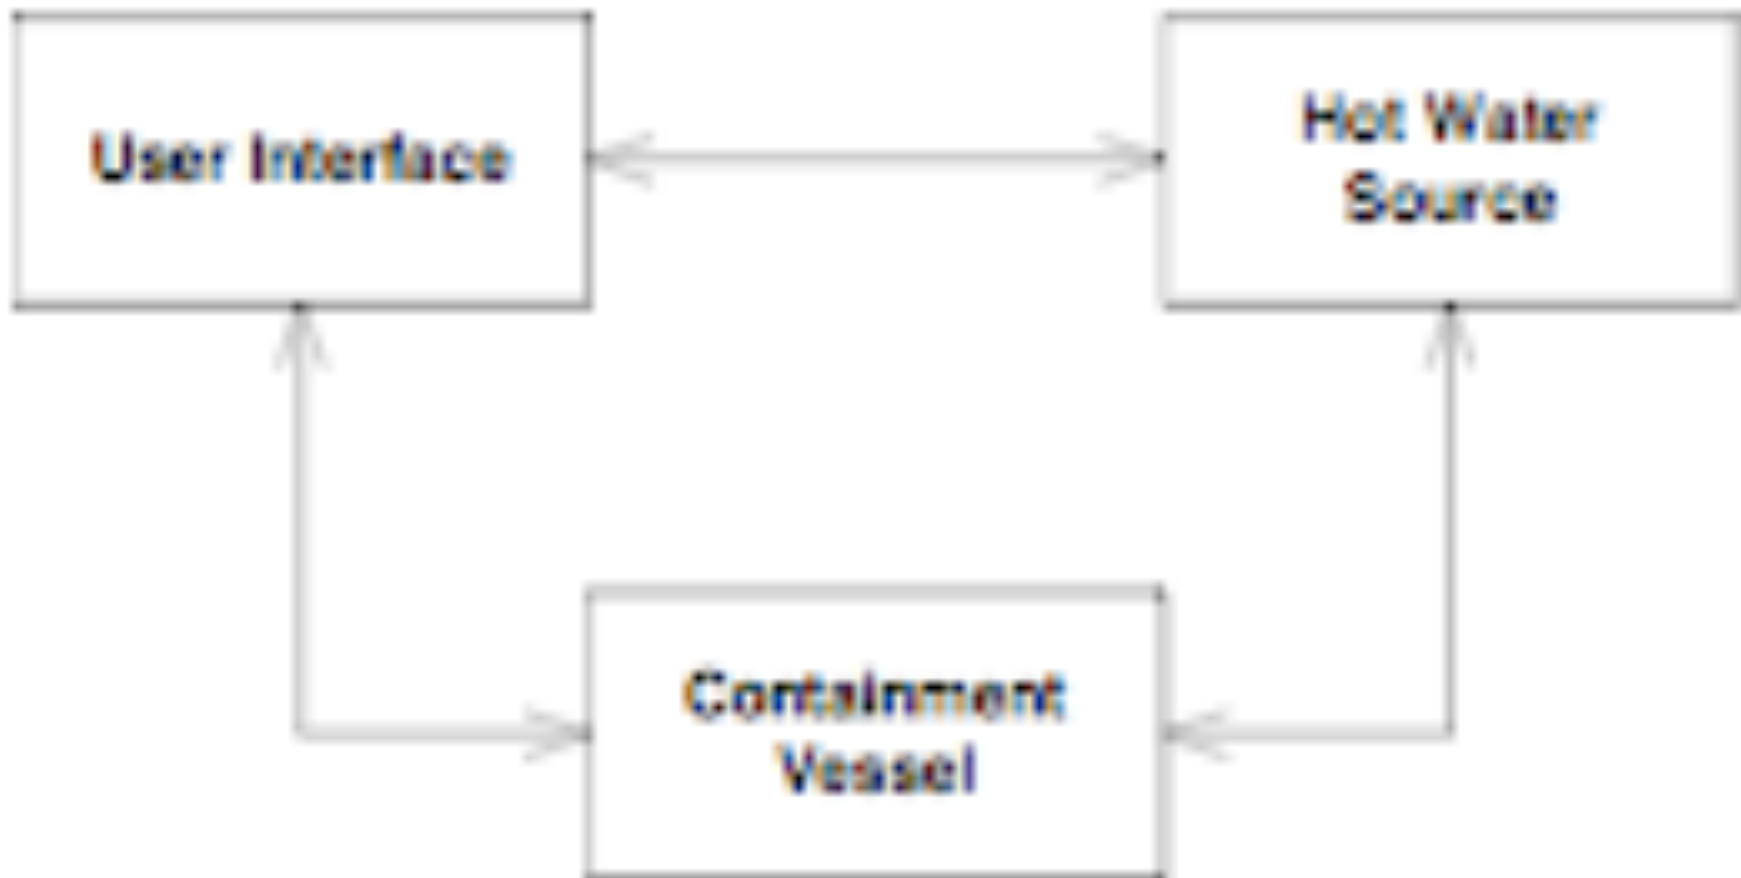 User Interface
Hot Water
Source
Containment
Vessel